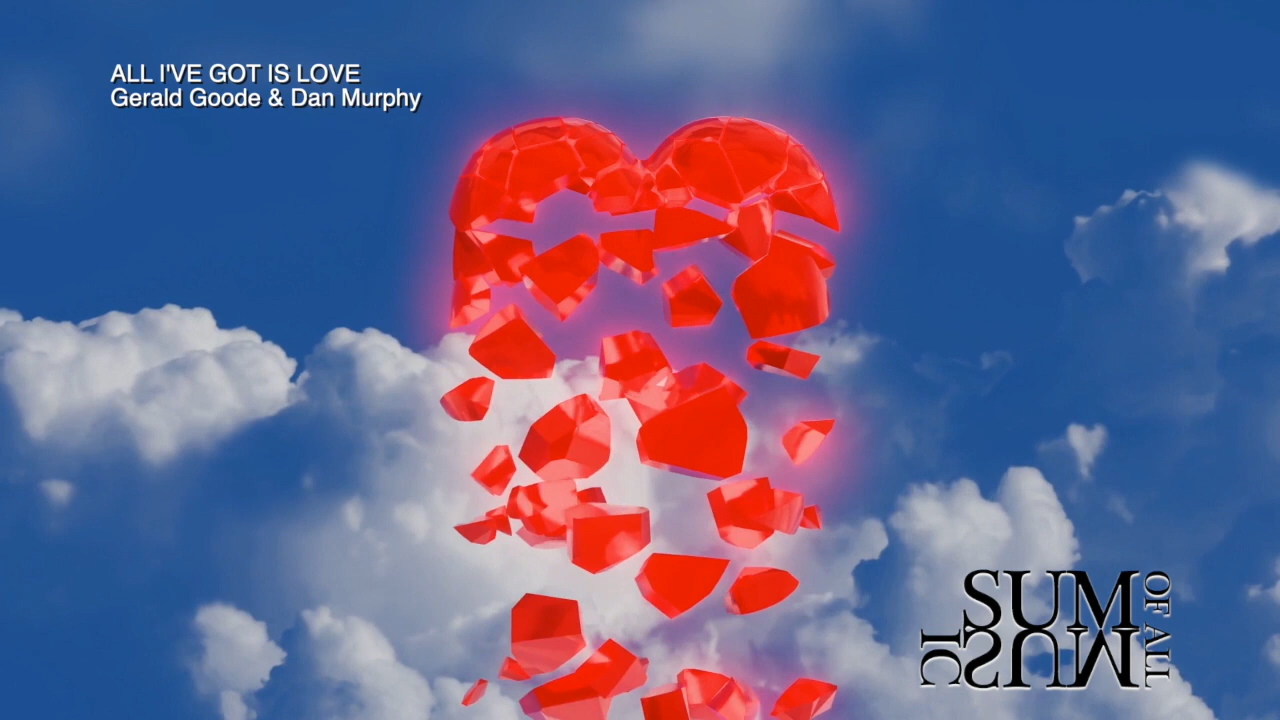 ALL I'VE GOT IS LOVE
Gerald Goode & Dan Murphy
SUM
OF ALL
MUSIC